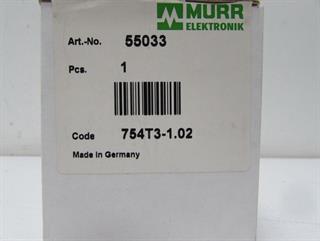 MURR
ELEKTRONIK
Art.-No. 55033
Pcs. 1
Code 754T3-1.02
Made in Germany